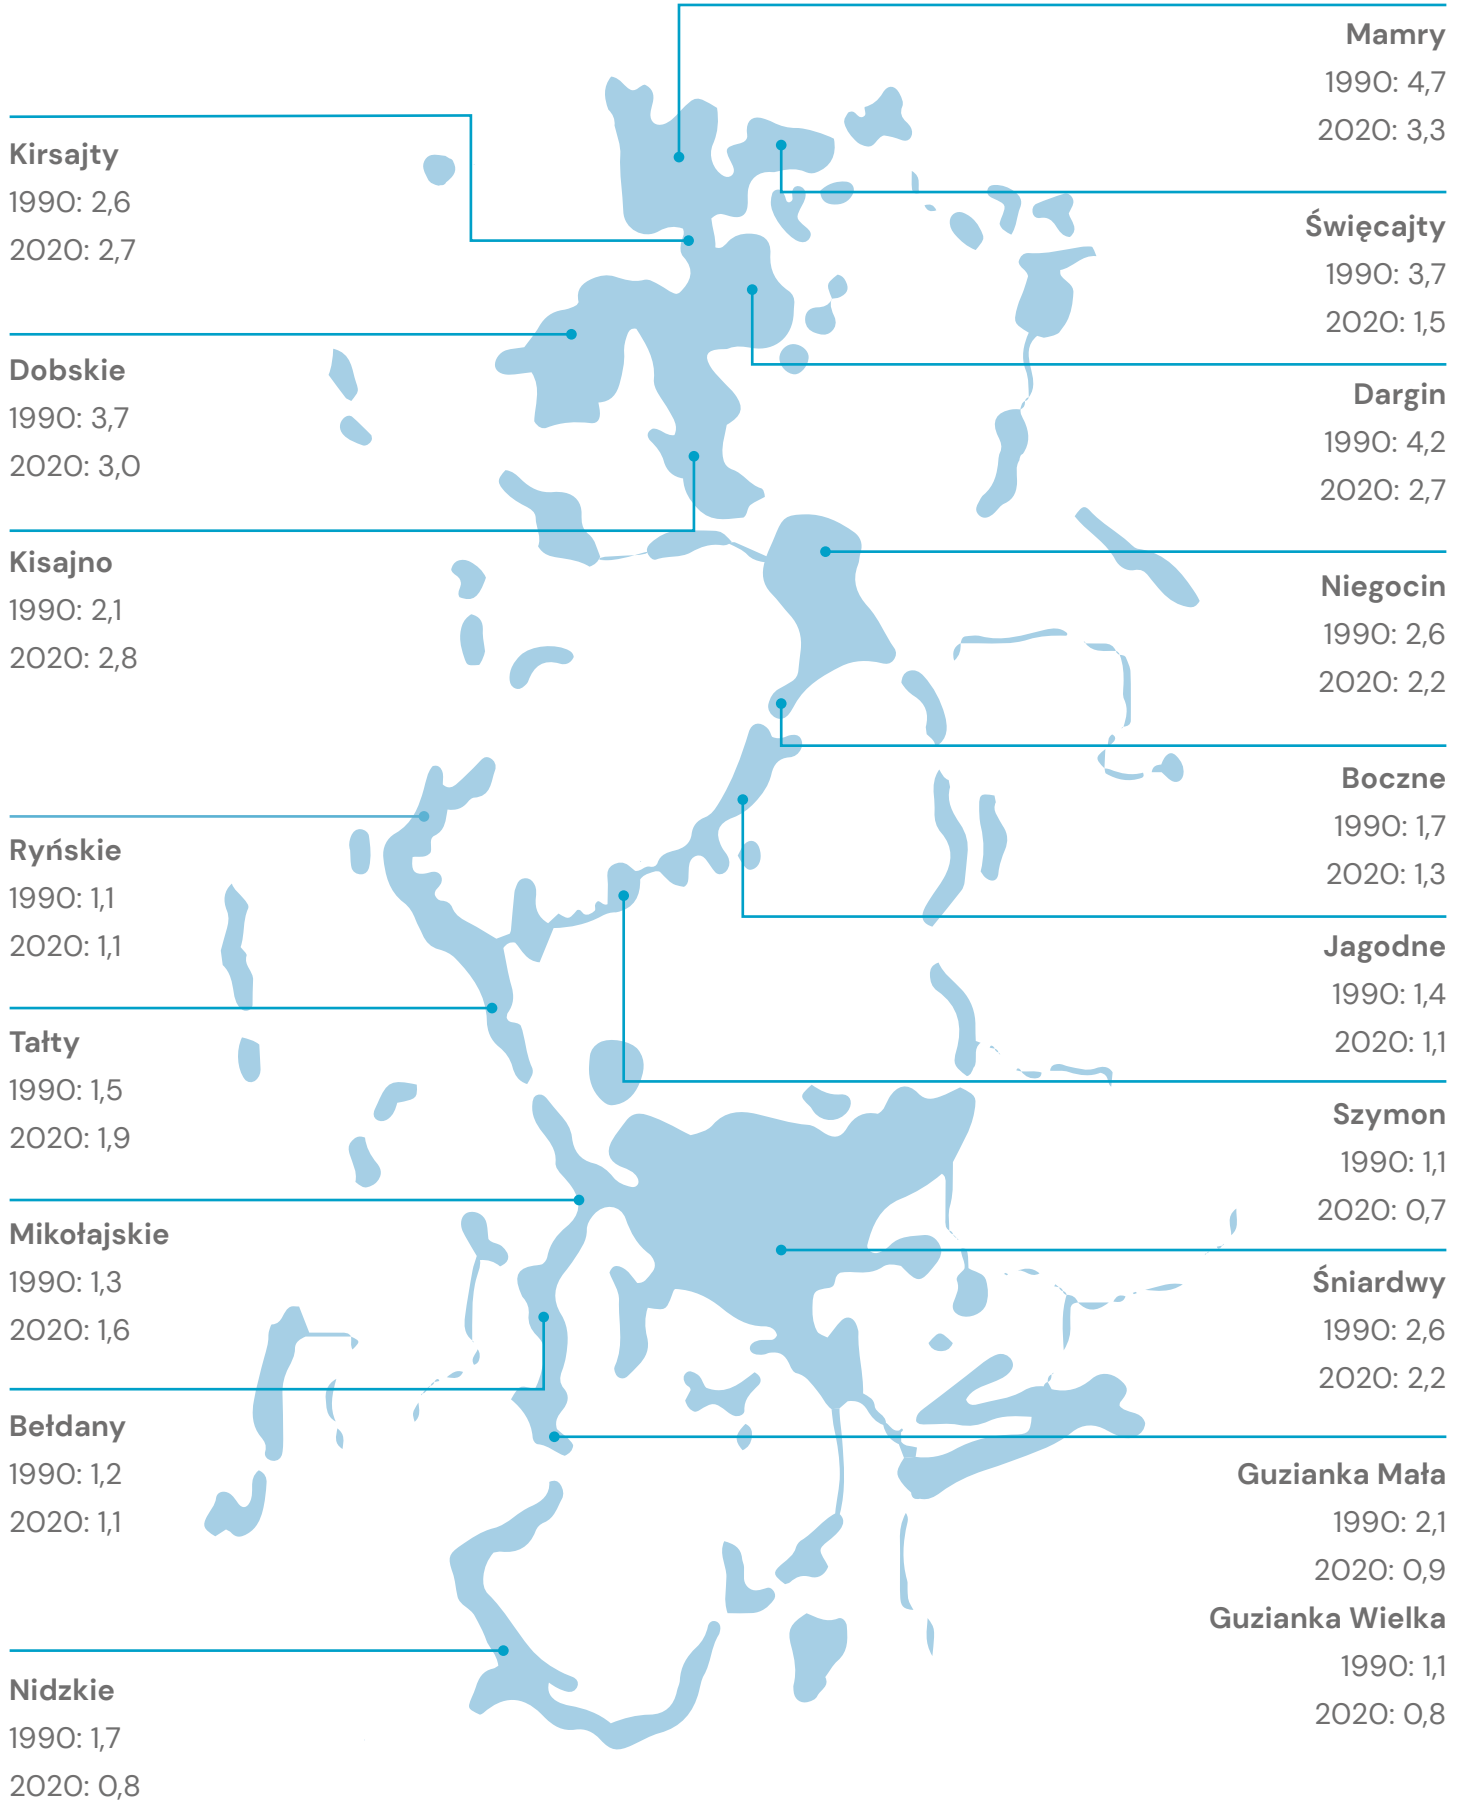 Mamry
1990: 4,7
2020: 3,3
Kirsajty
1990: 2,6
2020: 2,7
Święcajty
1990: 3,7
2020: 1,5
Dobskie
1990: 3,7
2020: 3,0
Dargin
1990: 4,2
2020: 2,7
Kisajno
1990: 2,1
2020: 2,8
Niegocin
1990: 2,6
2020: 2,2
Boczne
1990: 1,7
2020: 1,3
Ryńskie
1990: 1,1
2020: 1,1
Jagodne
1990: 1,4
2020: 1,1
Tałty
1990: 1,5
2020: 1,9
Szymon
1990: 1,1
2020: 0,7
Mikołajskie
1990: 1,3
2020: 1,6
Śniardwy
1990: 2,6
2020: 2,2
Bełdany
1990: 1,2
2020: 1,1
Guzianka Mała
1990: 2,1
2020: 0,9
Guzianka Wielka
1990: 1,1
2020: 0,8
Nidzkie
1990: 1,7
2020: 0,8